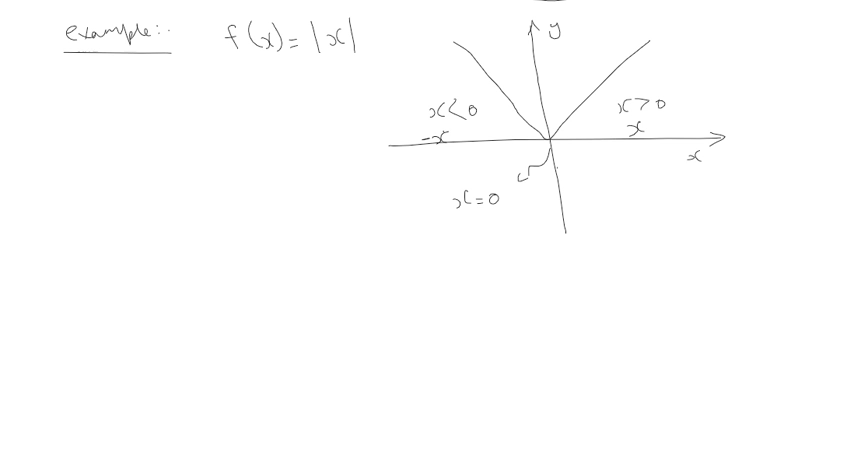 example:-
f(x) = |x|
y
x<0
x>0
-x
x
x
x=0